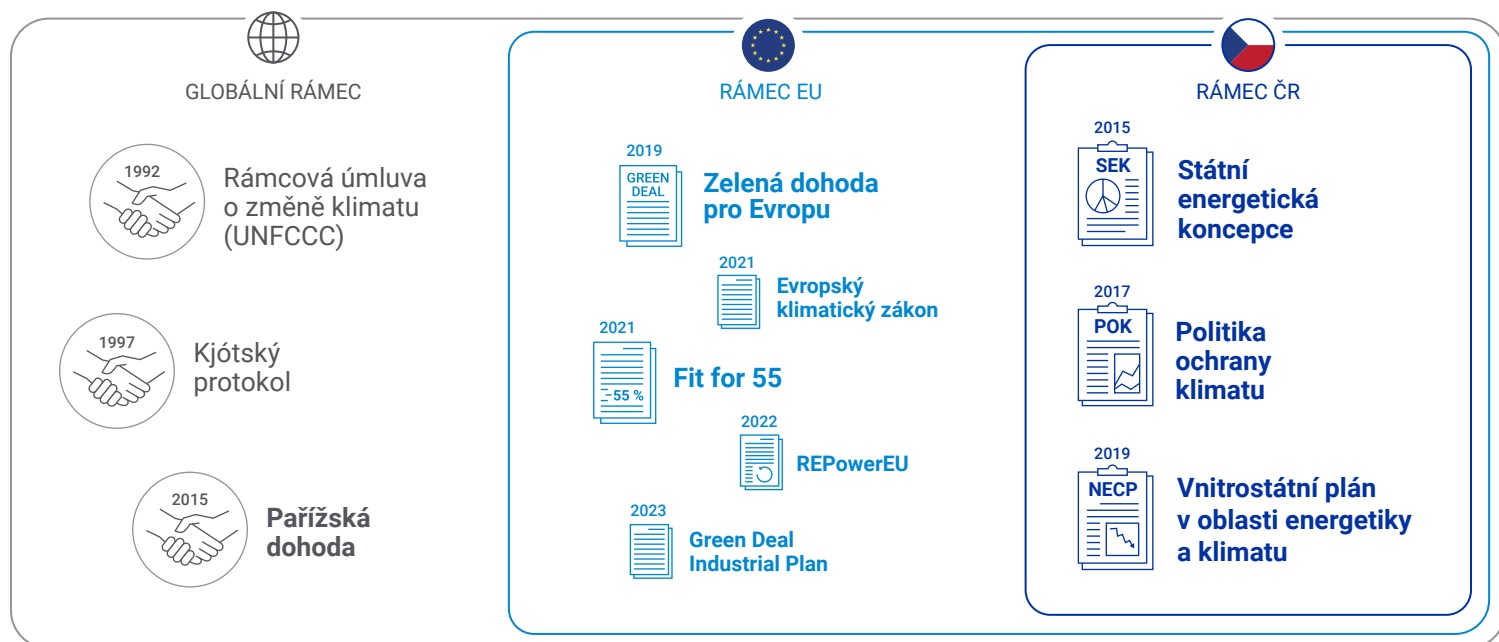 GLOBÁLNÍ RÁMEC
1992
Rámcová úmluva
o změně klimatu
(UNFCCC)
1997
Kjótský
protokol
2015
Pařížská
dohoda
RÁMEC EU
2019
GREEN
DEAL
Zelená dohoda
pro Evropu
2021
Evropský
klimatický zákon
2021
–55 %
Fit for 55
2022
REPowerEU
2023
Green Deal
Industrial Plan
RÁMEC ČR
2015
SEK
Státní
energetická
koncepce
2017
POK
Politika
ochrany
klimatu
2019
NECP
Vnitrostátní plán
v oblasti energetiky
a klimatu